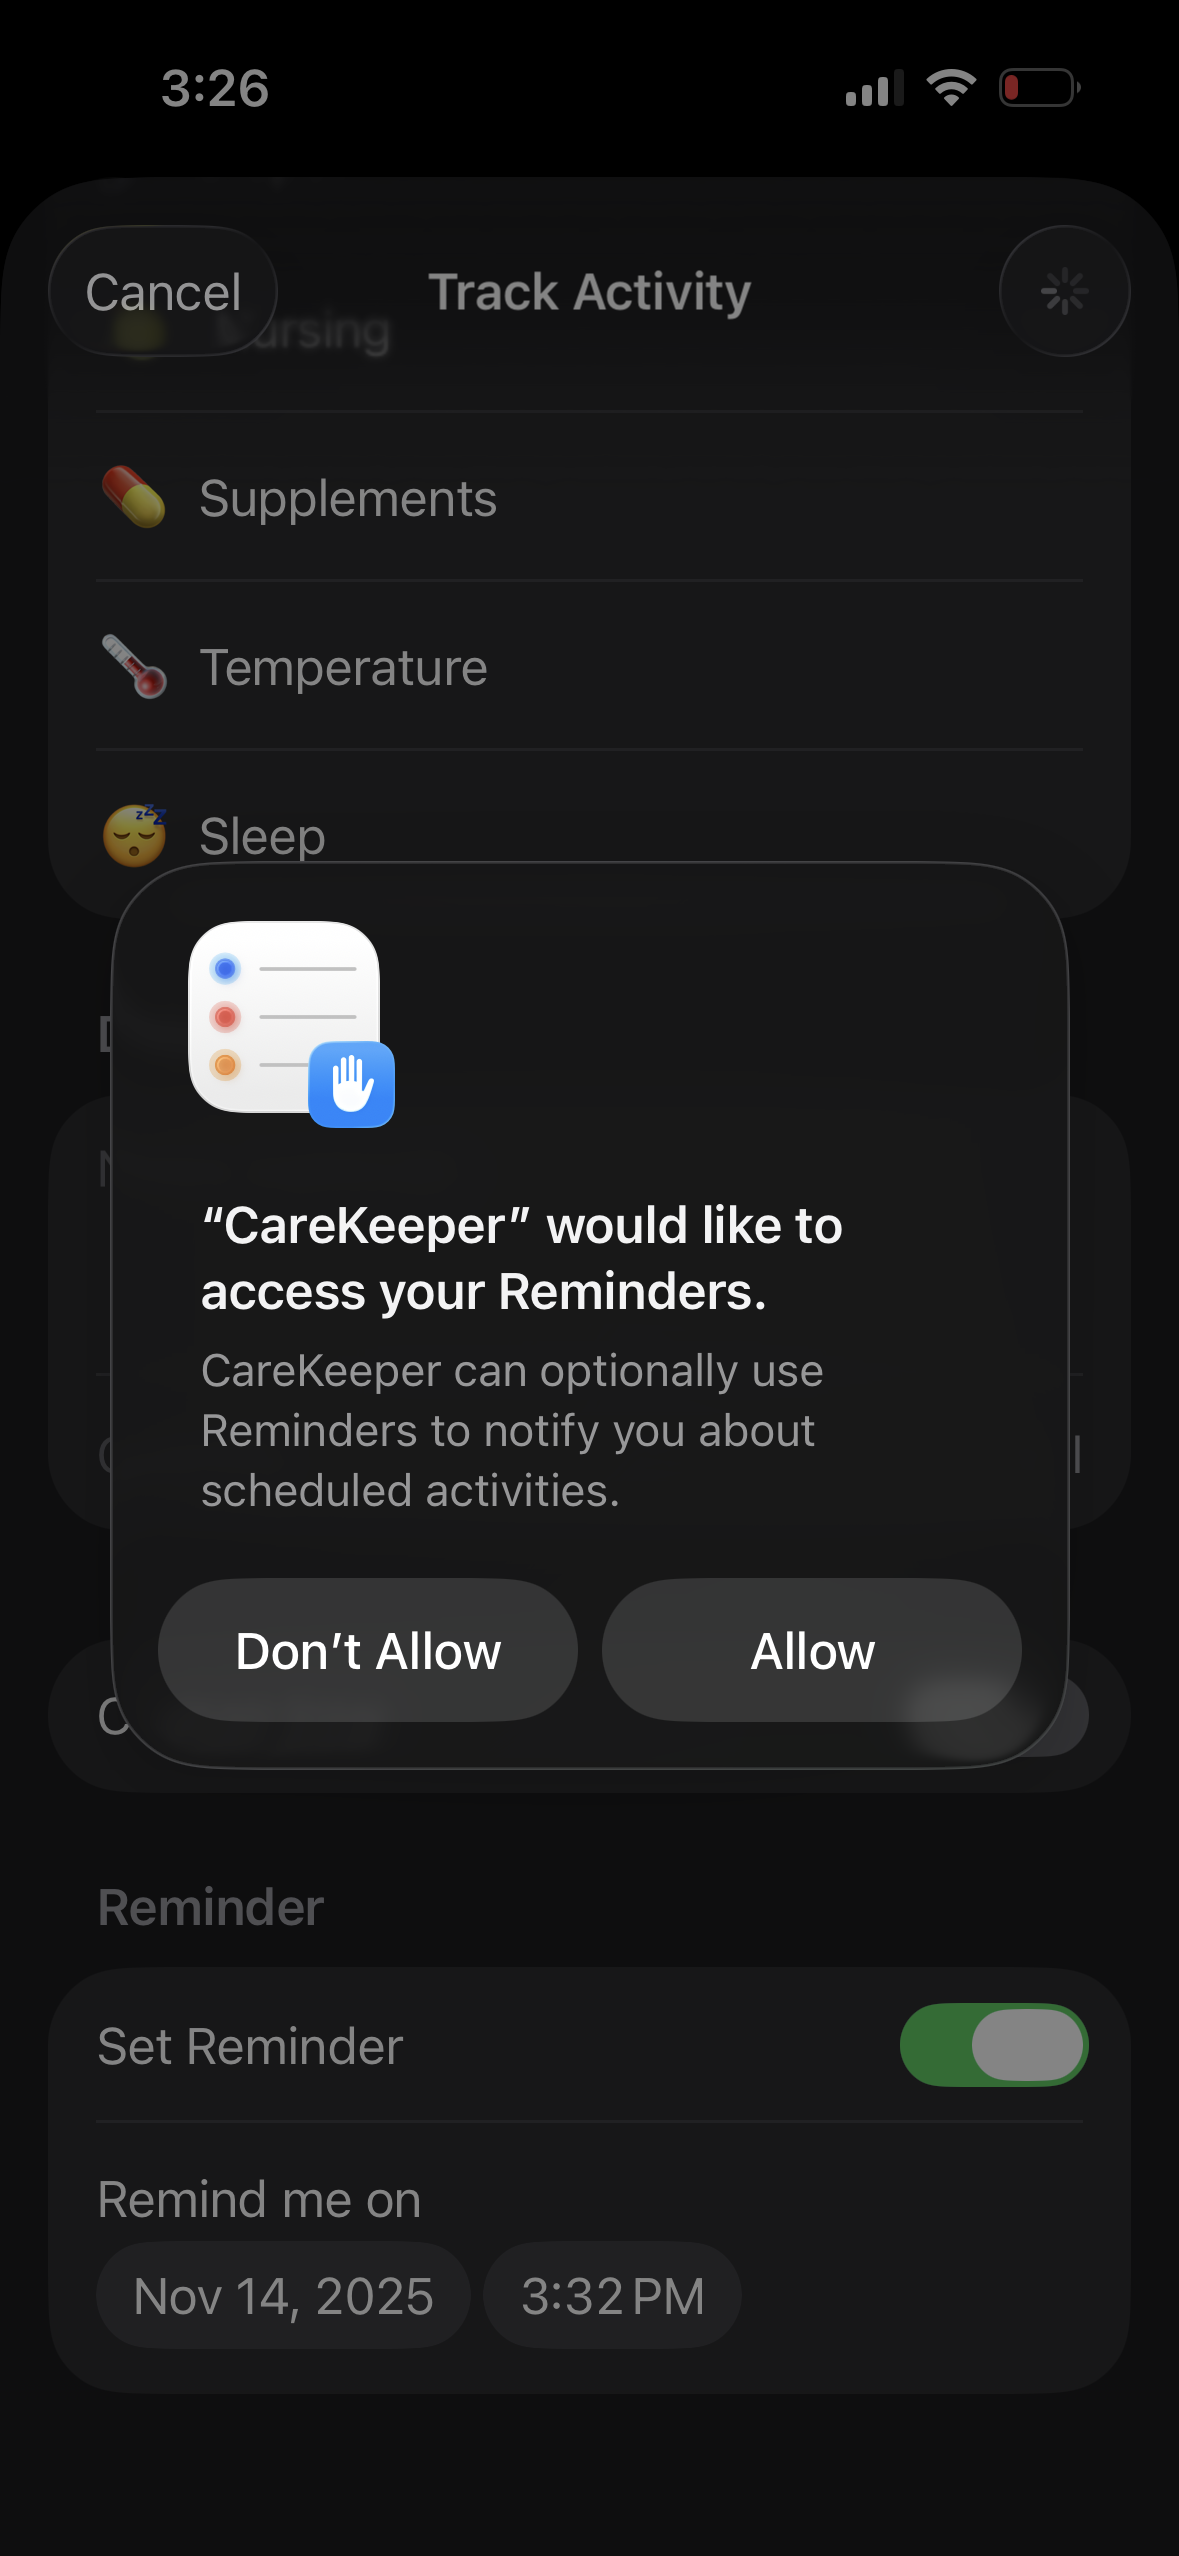 3:26
Cancel
Track Activity
Nursing
Supplements
Temperature
Sleep
“CareKeeper” would like to
access your Reminders.
CareKeeper can optionally use
Reminders to notify you about
scheduled activities.
Don’t Allow
Allow
Reminder
Set Reminder
Remind me on
Nov 14, 2025
3:32 PM